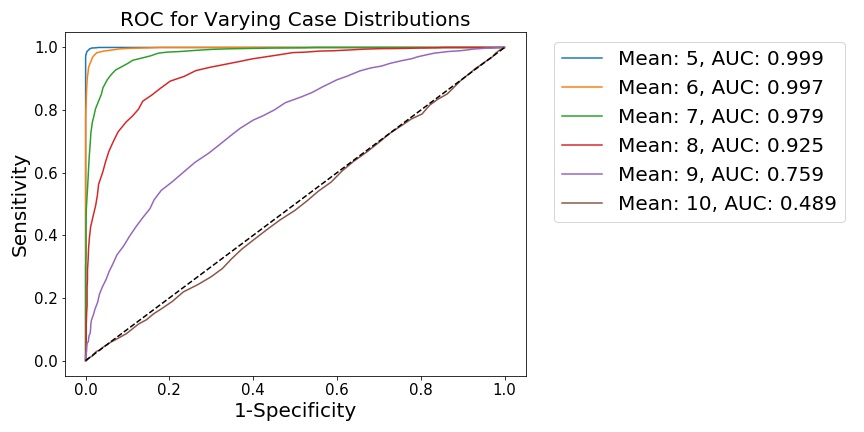 ROC for Varying Case Distributions
1.0
0.8
0.6
0.4
0.2
0.0
Sensitivity
0.0 0.2 0.4 0.6 0.8 1.0
1-Specificity
Mean: 5, AUC: 0.999
Mean: 6, AUC: 0.997
Mean: 7, AUC: 0.979
Mean: 8, AUC: 0.925
Mean: 9, AUC: 0.759
Mean: 10, AUC: 0.489